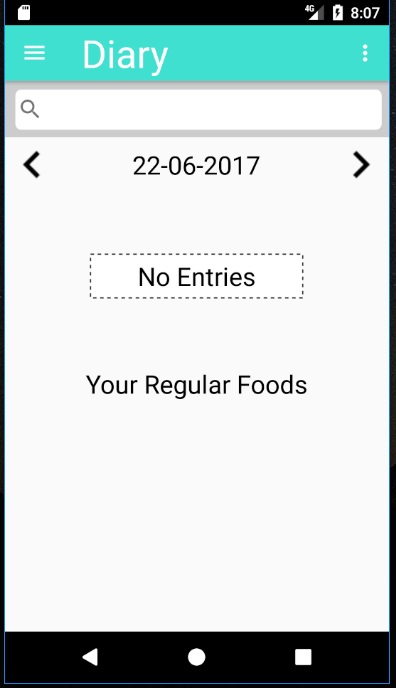 4G 8:07
Diary
22-06-2017
No Entries
Your Regular Foods